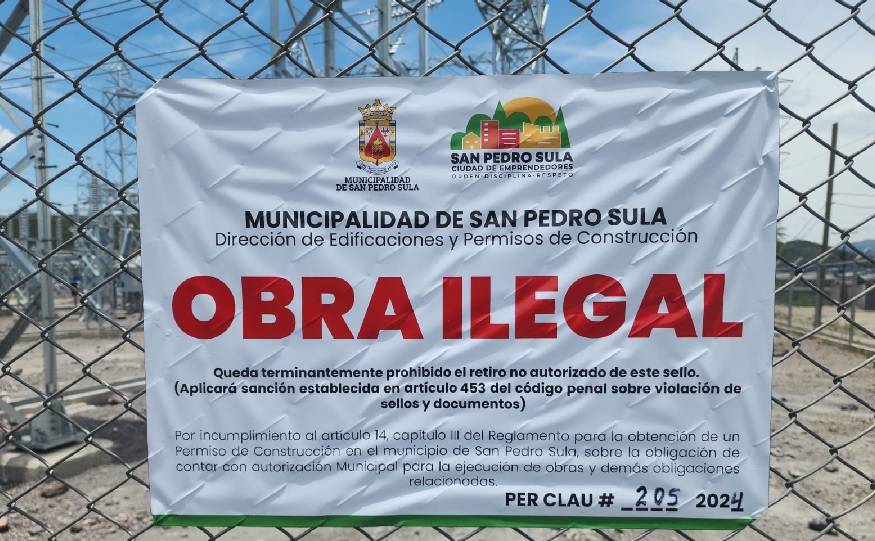 MUNICIPALIDAD
DE SAN PEDRO SULA
SAN PEDRO SULA
CIUDAD DE EMPRENDEDORES
ORDEN·DISCIPLINA·RESPETO
MUNICIPALIDAD DE SAN PEDRO SULA
Dirección de Edificaciones y Permisos de Construcción
OBRA ILEGAL
Queda terminantemente prohibido el retiro no autorizado de este sello.
(Aplicará sanción establecida en artículo 453 del código penal sobre violación de
sellos y documentos)
Por incumplimiento al artículo 14, capítulo III del Reglamento para la obtención de un
Permiso de Construcción en el municipio de San Pedro Sula, sobre la obligación de
contar con autorización Municipal para la ejecución de obras y demás obligaciones
relacionadas.
PER CLAU # 205 2024